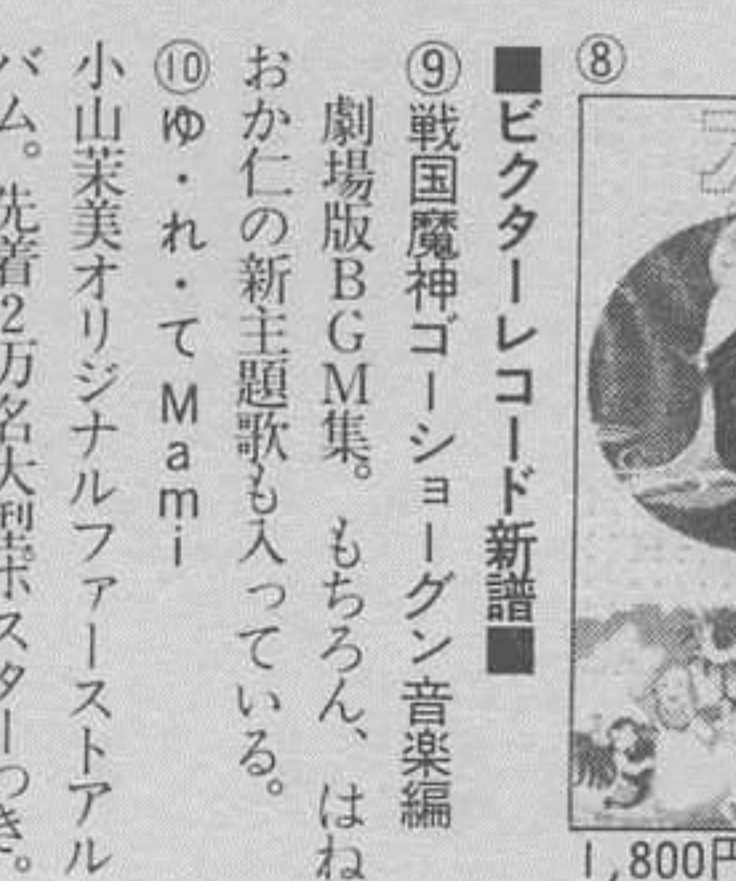 ⑧
1,800円
■ビクターレコード新譜■
⑨戦国魔神ゴーショーグン音楽編
劇場版BGM集。もちろん、はね
おか仁の新主題歌も入っている。
⑩ゆ・れ・てMami
小山茉美オリジナルファーストアル
バム。先着2万名大型ポスターつき。